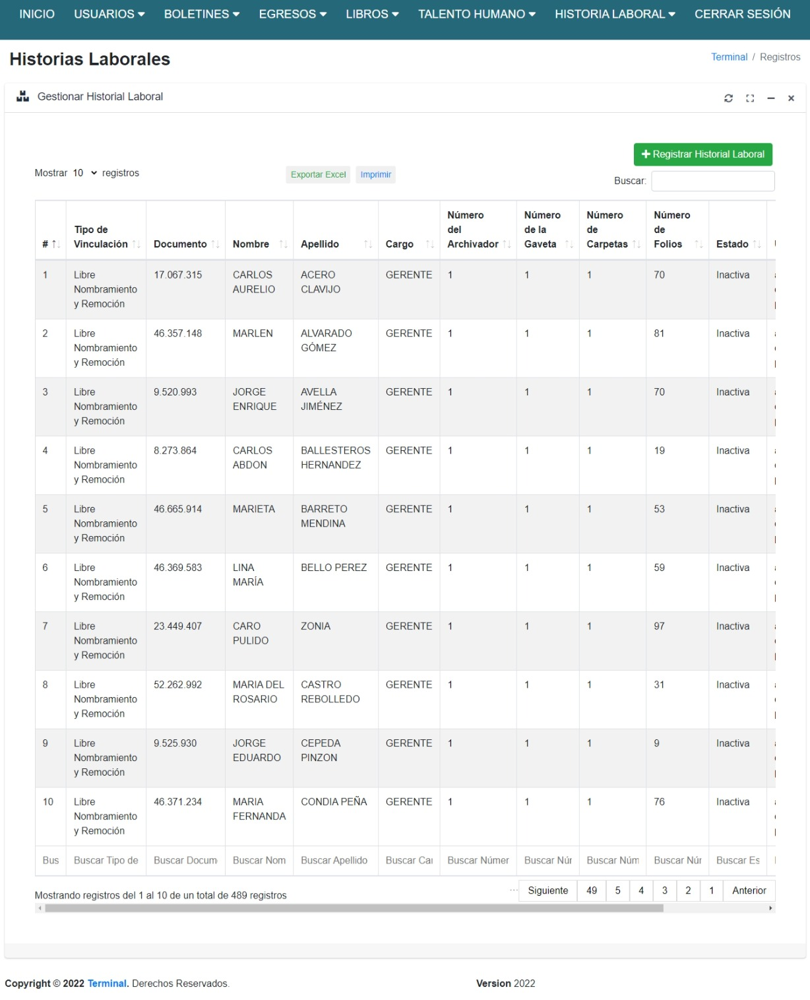 INICIO USUARIOS BOLETINES EGRESOS LIBROS TALENTO HUMANO HISTORIA LABORAL CERRAR SESIÓN
Historias Laborales
Terminal / Registros
Gestionar Historial Laboral
Registrar Historial Laboral
Mostrar 10 registros
Exportar Excel Imprimir
Buscar:
# Tipo de Vinculación Documento Nombre Apellido Cargo Número del Archivador Número de la Gaveta Número de Carpetas Número de Folios Estado
1 Libre Nombramiento y Remoción 17.067.315 CARLOS AURELIO ACERO CLAVIJO GERENTE 1 1 1 70 Inactiva
2 Libre Nombramiento y Remoción 46.357.148 MARLEN ALVARADO GÓMEZ GERENTE 1 1 1 81 Inactiva
3 Libre Nombramiento y Remoción 9.520.993 JORGE ENRIQUE AVELLA JIMÉNEZ GERENTE 1 1 1 70 Inactiva
4 Libre Nombramiento y Remoción 8.273.864 CARLOS ABDON BALLESTEROS HERNANDEZ GERENTE 1 1 1 19 Inactiva
5 Libre Nombramiento y Remoción 46.665.914 MARIETA BARRETO MENDINA GERENTE 1 1 1 53 Inactiva
6 Libre Nombramiento y Remoción 46.369.583 LINA MARÍA BELLO PEREZ GERENTE 1 1 1 59 Inactiva
7 Libre Nombramiento y Remoción 23.449.407 CARO PULIDO ZONIA GERENTE 1 1 1 97 Inactiva
8 Libre Nombramiento y Remoción 52.262.992 MARIA DEL ROSARIO CASTRO REBOLLEDO GERENTE 1 1 1 31 Inactiva
9 Libre Nombramiento y Remoción 9.525.930 JORGE EDUARDO CEPEDA PINZON GERENTE 1 1 1 9 Inactiva
10 Libre Nombramiento y Remoción 46.371.234 MARIA FERNANDA CONDIA PEÑA GERENTE 1 1 1 76 Inactiva
Bus Buscar Tipo de Buscar Docum Buscar Nom Buscar Apellido Buscar Car Buscar Númer Buscar Núr Buscar Núm Buscar Núr Buscar Es
Mostrando registros del 1 al 10 de un total de 489 registros
... Siguiente 49 5 4 3 2 1 Anterior
Copyright © 2022 Terminal. Derechos Reservados.
Version 2022